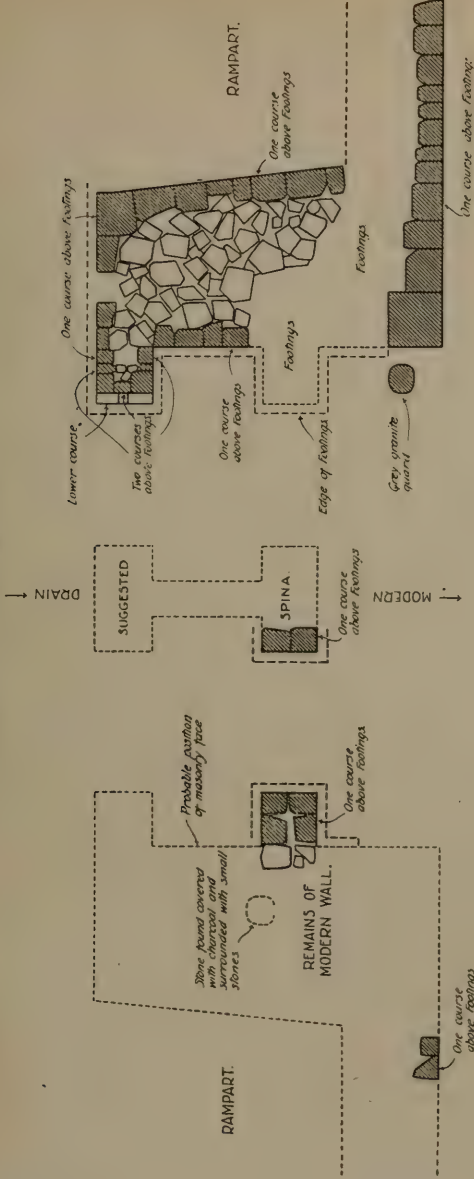 RAMPART.
One course above Footings
Lower course.
Two courses
above Footings
One course
above Footings
One course
above Footings
Footings
Footings
Edge of Footings
Grey granite
guard
One course above Footings
DRAIN
SUGGESTED
SPINA.
One course
above Footings
MODERN
Probable position
of masonry face
Stone found covered
with charcoal and
surrounded with small
stones
REMAINS OF
MODERN WALL.
One course
above Footings
RAMPART.
One course
above Footings